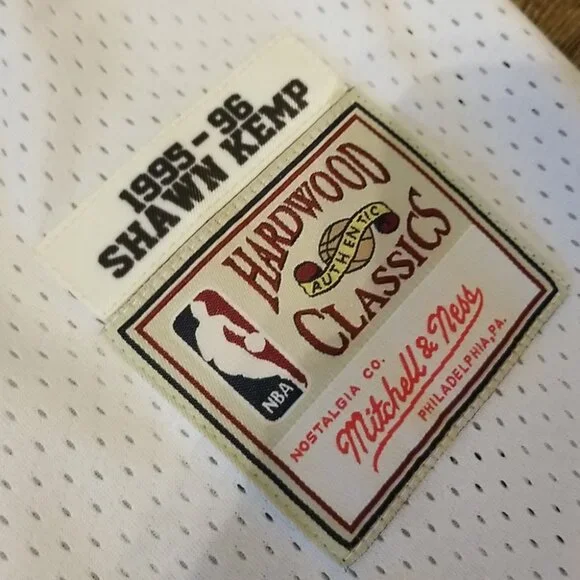 1995-96
SHAWN KEMP
HARDWOOD
AUTHENTIC
CLASSICS
NBA
NOSTALGIA CO.
Mitchell & Ness
PHILADELPHIA, PA.